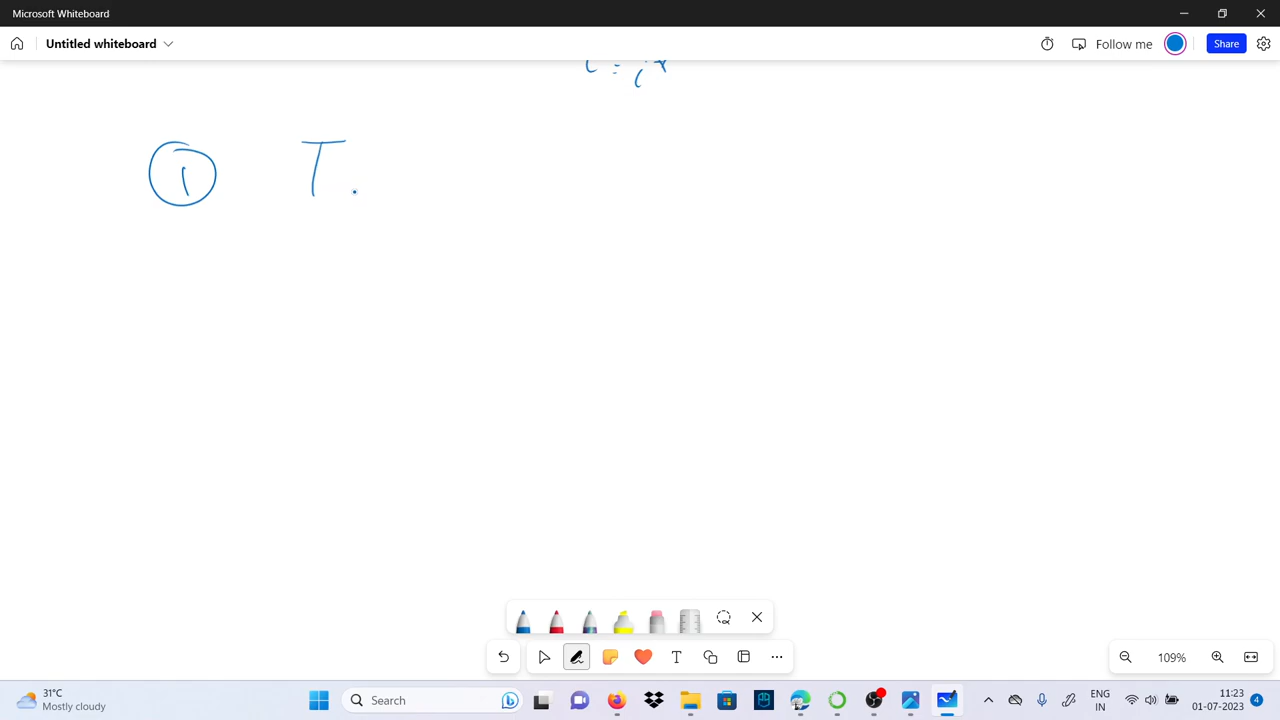 Microsoft Whiteboard
Untitled whiteboard
Follow me
Share
① T
109%
31°C
Mostly cloudy
Search
ENG
IN
11:23
01-07-2023
4